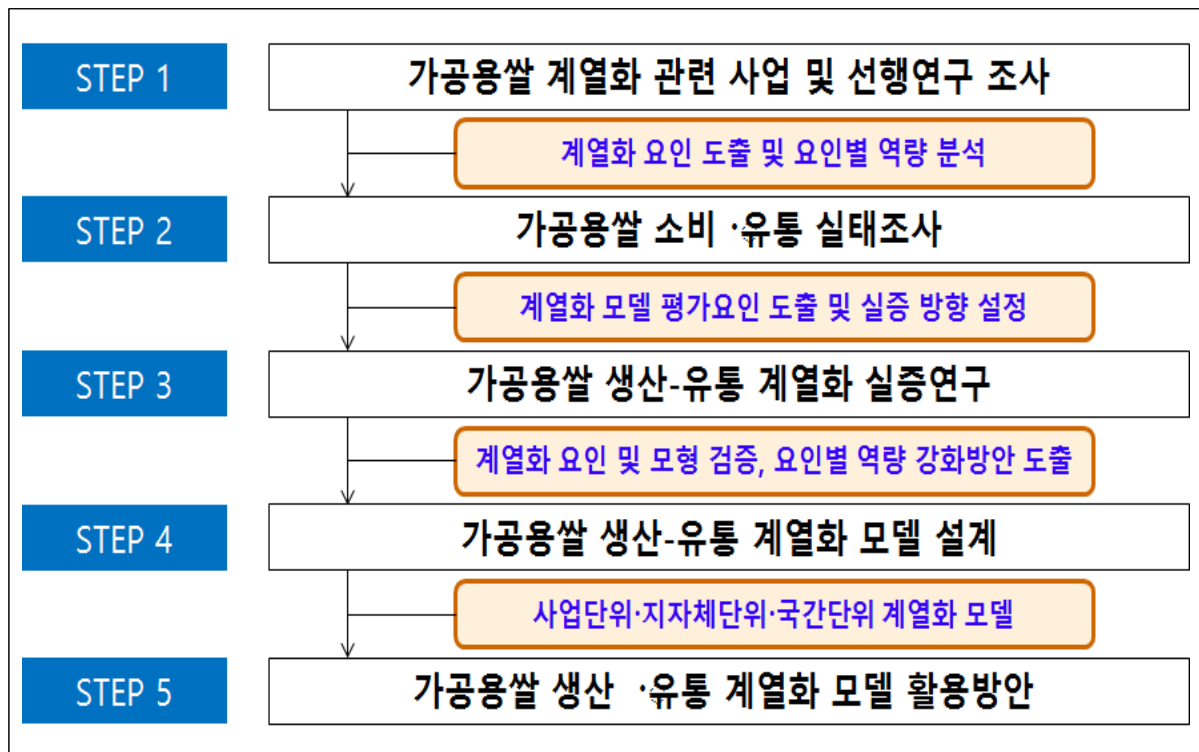 STEP 1
가공용쌀 계열화 관련 사업 및 선행연구 조사
계열화 요인 도출 및 요인별 역량 분석
STEP 2
가공용쌀 소비 ·유통 실태조사
계열화 모델 평가요인 도출 및 실증 방향 설정
STEP 3
가공용쌀 생산-유통 계열화 실증연구
계열화 요인 및 모형 검증, 요인별 역량 강화방안 도출
STEP 4
가공용쌀 생산-유통 계열화 모델 설계
사업단위·지자체단위·국간단위 계열화 모델
STEP 5
가공용쌀 생산 ·유통 계열화 모델 활용방안